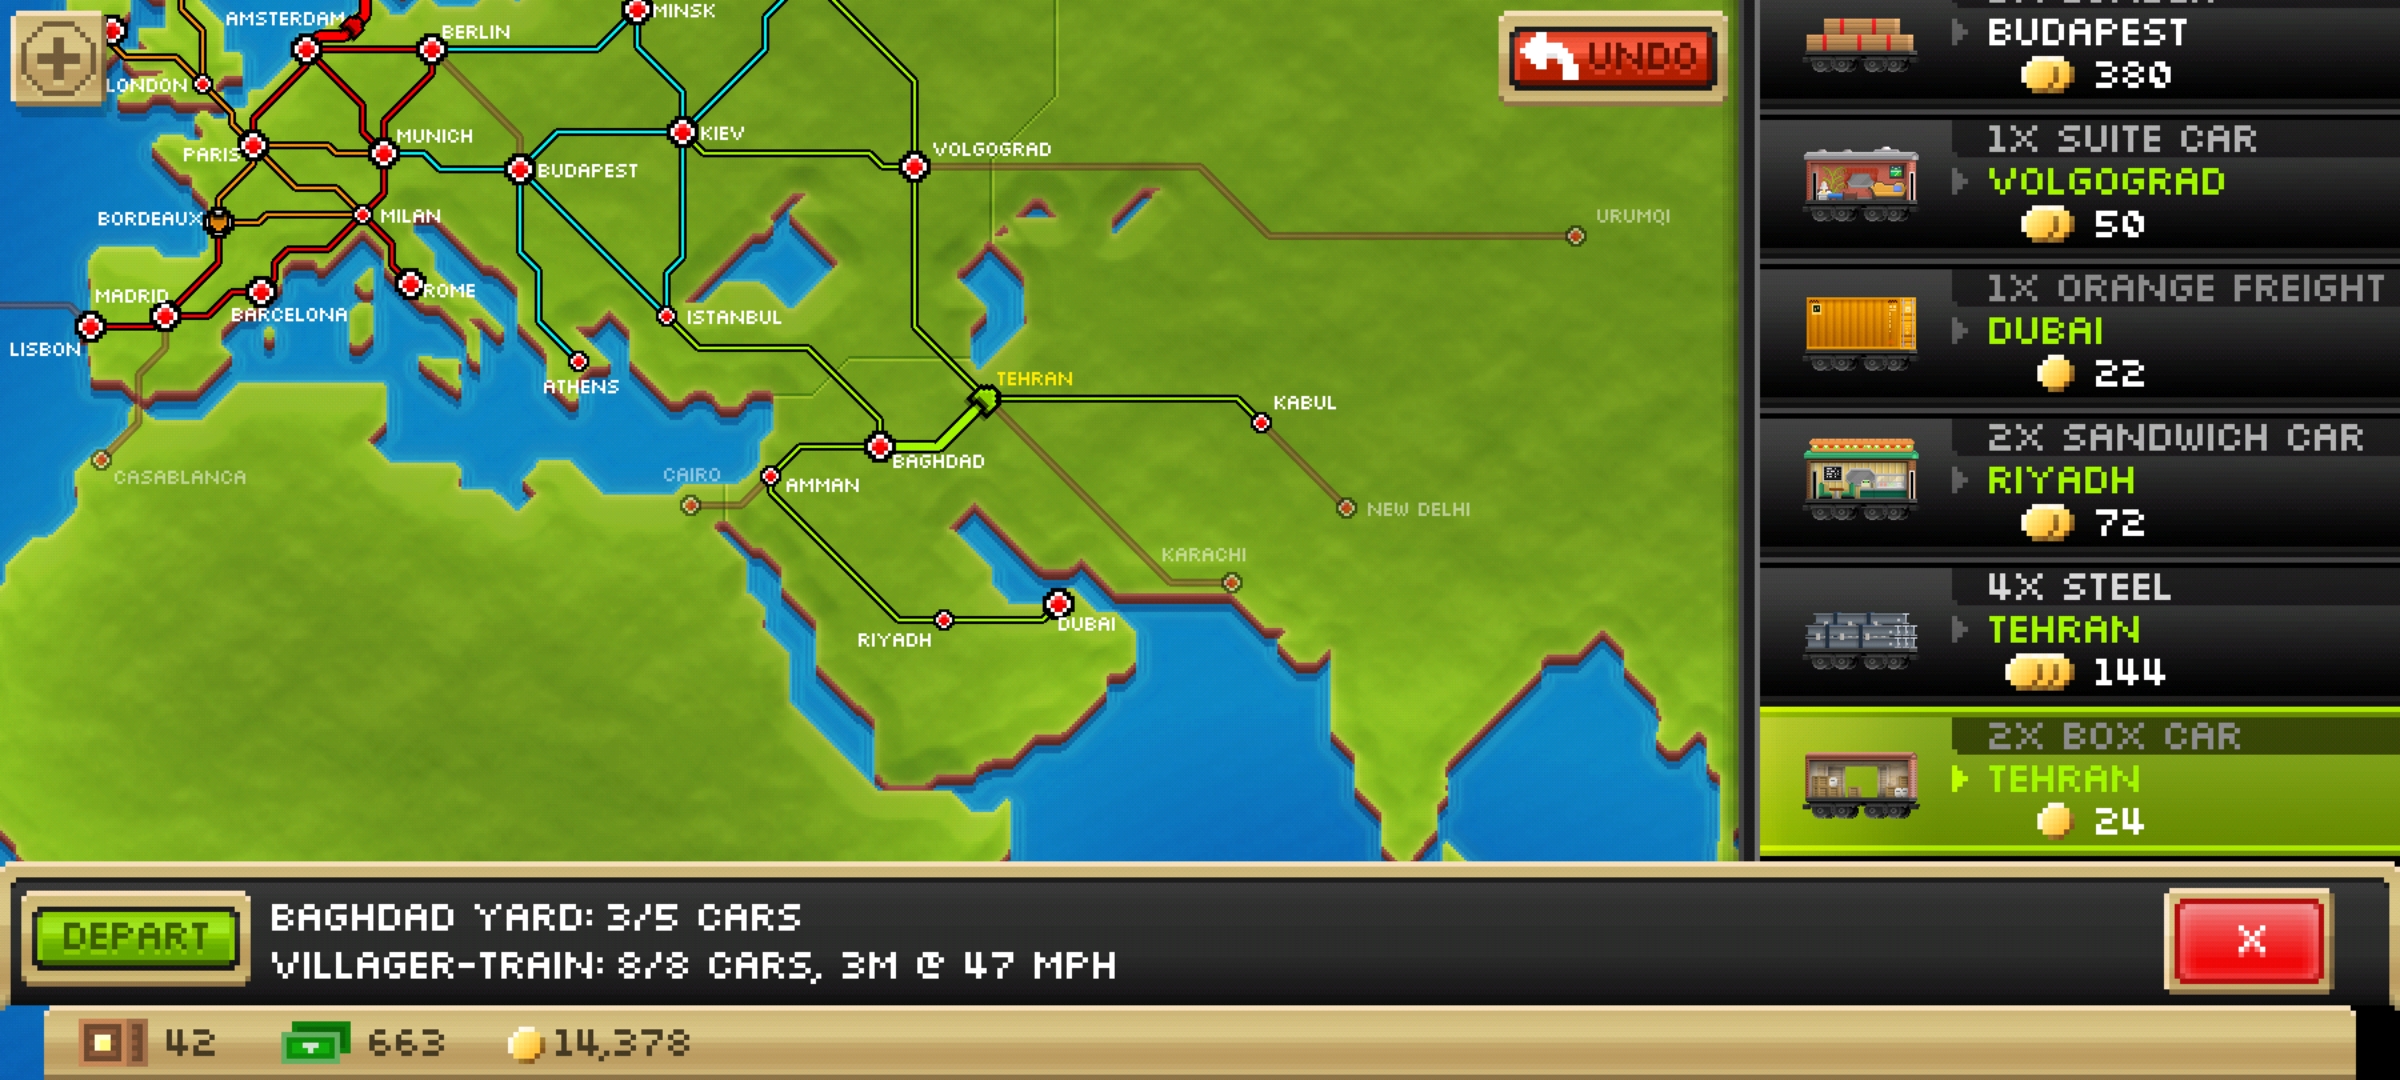 AMSTERDAM
MINSK
BERLIN
LONDON
MUNICH
KIEV
PARIS
VOLGOGRAD
BUDAPEST
BORDEAUX
MILAN
URUMQI
MADRID
ROME
BARCELONA
ISTANBUL
LISBON
ATHENS
TEHRAN
KABUL
CASABLANCA
CAIRO
BAGHDAD
AMMAN
NEW DELHI
KARACHI
RIYADH
DUBAI
UNDO
BUDAPEST
380
1X SUITE CAR
VOLGOGRAD
50
1X ORANGE FREIGHT
DUBAI
22
2X SANDWICH CAR
RIYADH
72
4X STEEL
TEHRAN
144
2X BOX CAR
TEHRAN
24
DEPART
BAGHDAD YARD: 3/5 CARS
VILLAGER-TRAIN: 8/8 CARS, 3M @ 47 MPH
X
42
663
14,378